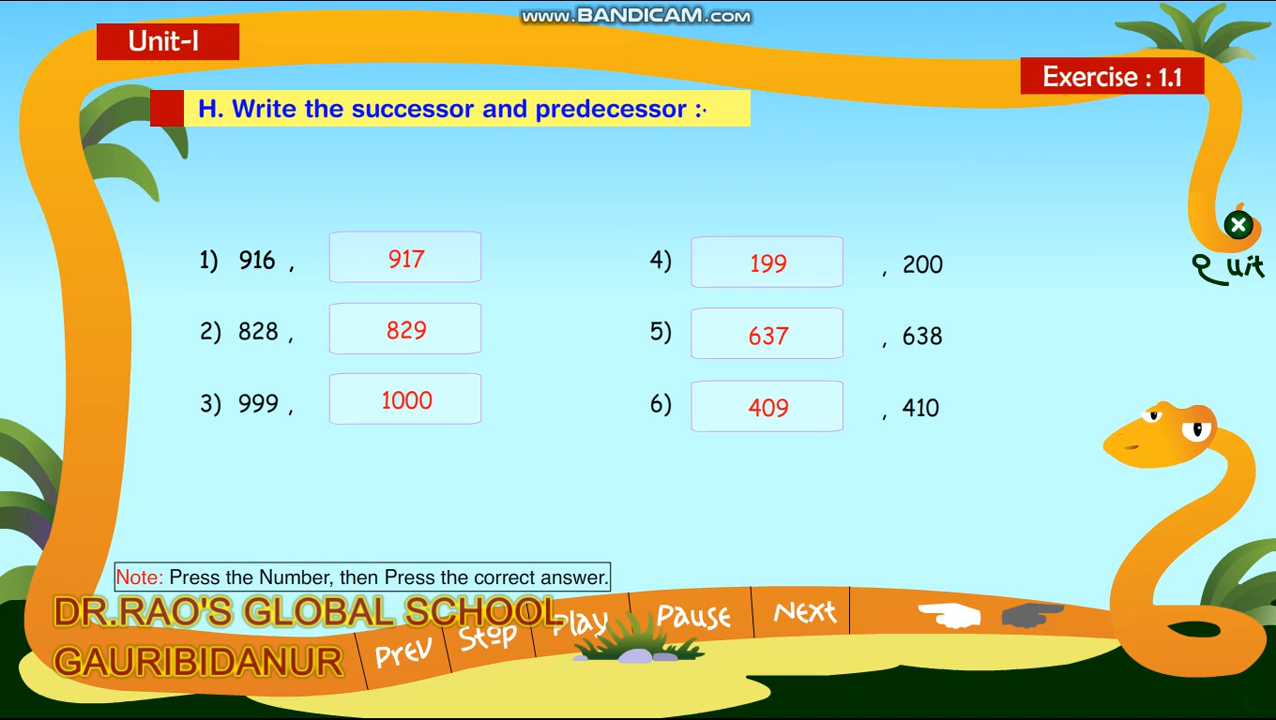 www.BANDICAM.com
Unit-I
Exercise : 1.1
H. Write the successor and predecessor :-
1) 916 , 917
4) 199 , 200
Quit
2) 828 , 829
5) 637 , 638
3) 999 , 1000
6) 409 , 410
Note: Press the Number, then Press the correct answer.
DR.RAO'S GLOBAL SCHOOL
GAURIBIDANUR
Prev Stop Play Pause Next